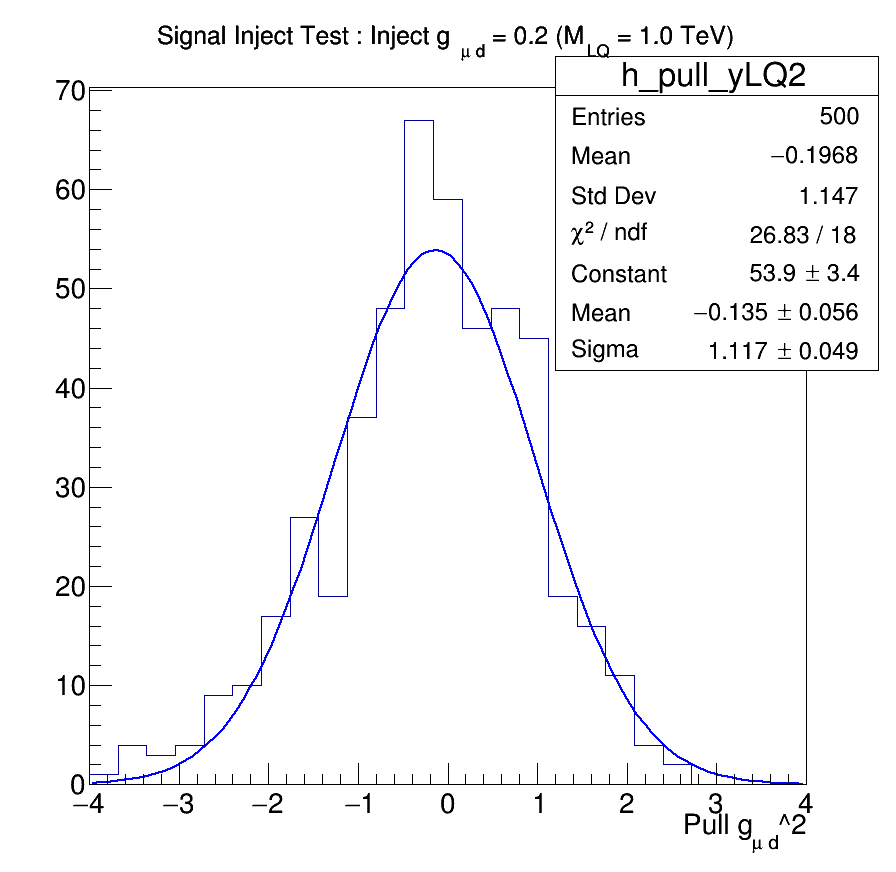 Signal Inject Test : Inject g μ d = 0.2 (M LQ = 1.0 TeV)
h_pull_yLQ2
Entries 500
Mean −0.1968
Std Dev 1.147
χ² / ndf 26.83 / 18
Constant 53.9 ± 3.4
Mean −0.135 ± 0.056
Sigma 1.117 ± 0.049
70
60
50
40
30
20
10
0
−4 −3 −2 −1 0 1 2 3 4
Pull g μ d^2